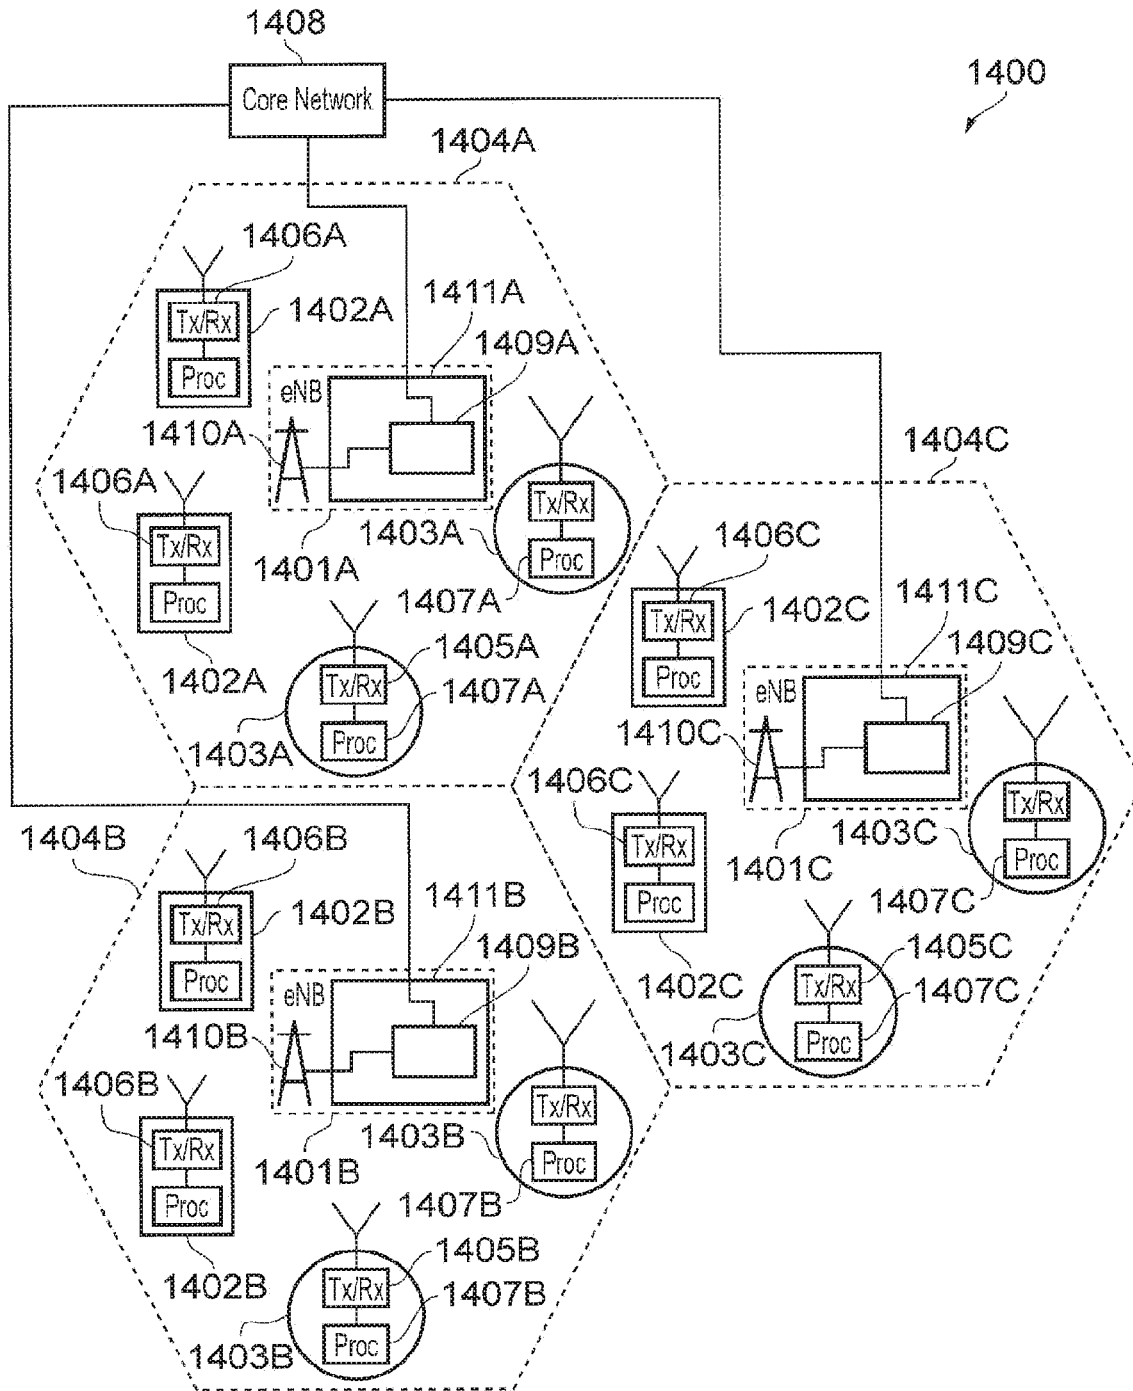 1408
Core Network
1400
1404A
1406A
Tx/Rx
Proc
1402A
1411A
1409A
eNB
1410A
1401A
1406A
Tx/Rx
Proc
1402A
1403A
Tx/Rx
Proc
1407A
1405A
Tx/Rx
1407A
Proc
1403A
1404C
1406C
Tx/Rx
Proc
1402C
1411C
1409C
eNB
1410C
1401C
1406C
Tx/Rx
Proc
1402C
1403C
Tx/Rx
Proc
1407C
1405C
Tx/Rx
1407C
Proc
1403C
1404B
1406B
Tx/Rx
Proc
1402B
1411B
1409B
eNB
1410B
1401B
1406B
Tx/Rx
Proc
1402B
1403B
Tx/Rx
Proc
1407B
1405B
Tx/Rx
1407B
Proc
1403B